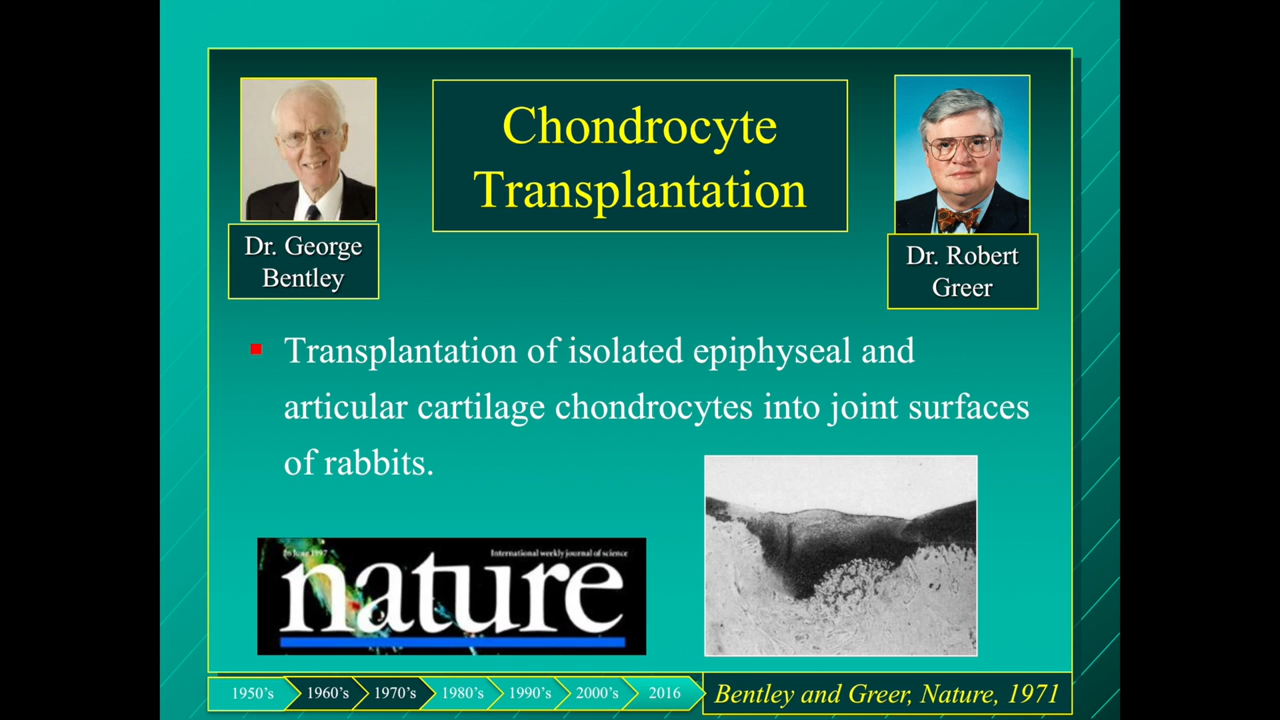 Chondrocyte
Transplantation
Dr. George
Bentley
Dr. Robert
Greer
Transplantation of isolated epiphyseal and
articular cartilage chondrocytes into joint surfaces
of rabbits.
June 1997
International weekly journal of science
nature
1950's
1960's
1970's
1980's
1990's
2000's
2016
Bentley and Greer, Nature, 1971